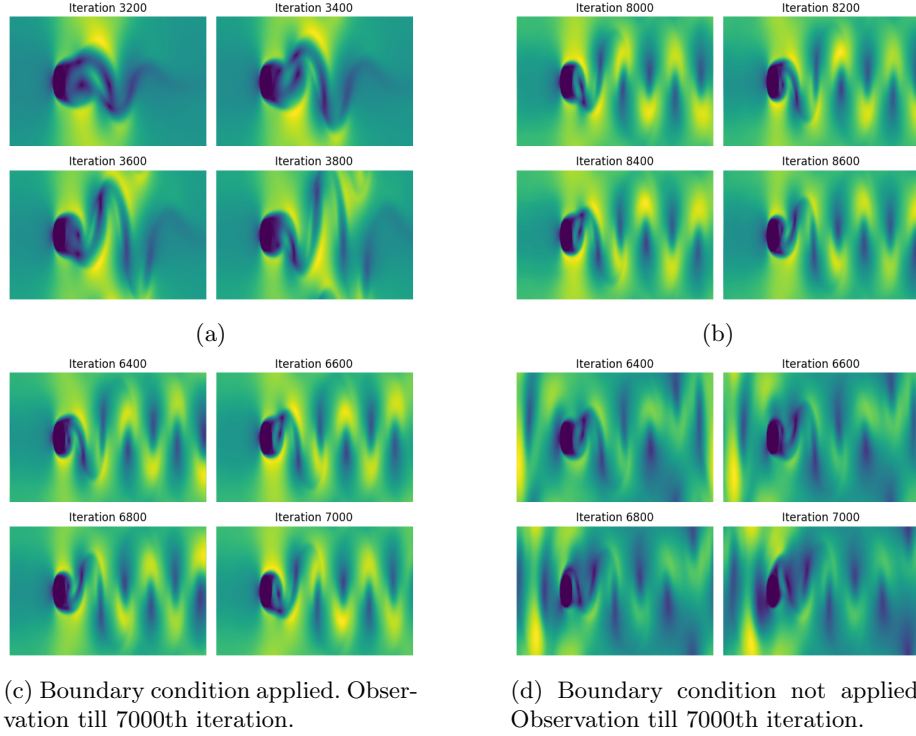 Iteration 3200
Iteration 3400
Iteration 3600
Iteration 3800
(a)
Iteration 8000
Iteration 8200
Iteration 8400
Iteration 8600
(b)
Iteration 6400
Iteration 6600
Iteration 6800
Iteration 7000
(c) Boundary condition applied. Obser-
vation till 7000th iteration.
Iteration 6400
Iteration 6600
Iteration 6800
Iteration 7000
(d) Boundary condition not applied
Observation till 7000th iteration.